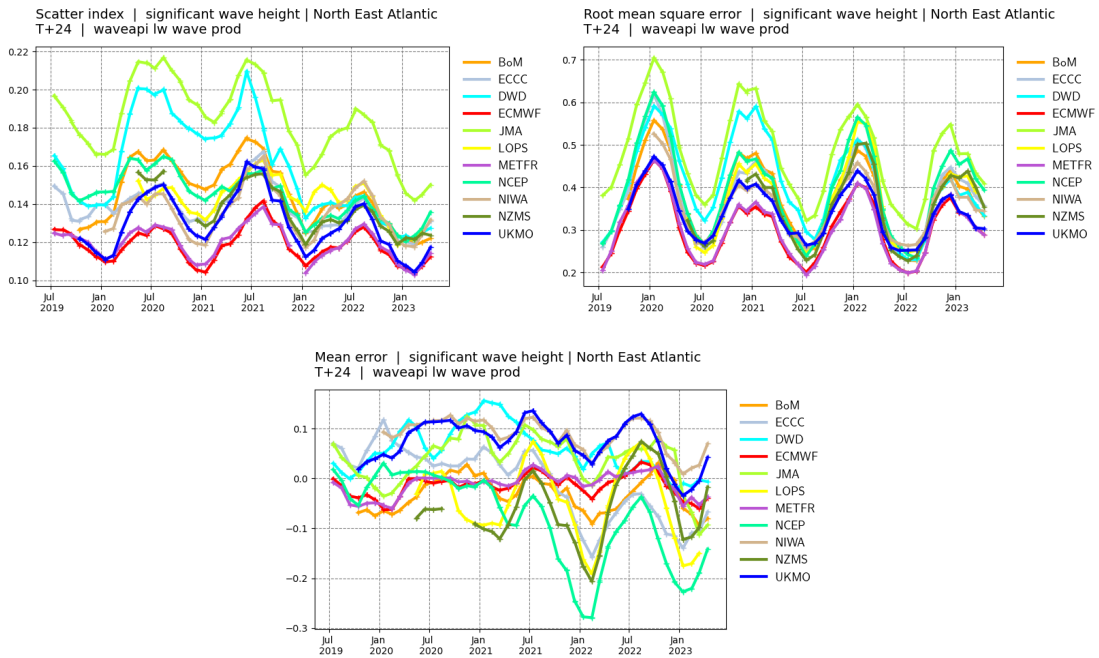 Scatter index | significant wave height | North East Atlantic
T+24 | waveapi lw wave prod
0.22
0.20
0.18
0.16
0.14
0.12
0.10
Jul
2019
Jan
2020
Jul
2020
Jan
2021
Jul
2021
Jan
2022
Jul
2022
Jan
2023
BoM
ECCC
DWD
ECMWF
JMA
LOPS
METFR
NCEP
NIWA
NZMS
UKMO
Root mean square error | significant wave height | North East Atlantic
T+24 | waveapi lw wave prod
0.7
0.6
0.5
0.4
0.3
0.2
Jul
2019
Jan
2020
Jul
2020
Jan
2021
Jul
2021
Jan
2022
Jul
2022
Jan
2023
BoM
ECCC
DWD
ECMWF
JMA
LOPS
METFR
NCEP
NIWA
NZMS
UKMO
Mean error | significant wave height | North East Atlantic
T+24 | waveapi lw wave prod
0.1
0.0
−0.1
−0.2
−0.3
Jul
2019
Jan
2020
Jul
2020
Jan
2021
Jul
2021
Jan
2022
Jul
2022
Jan
2023
BoM
ECCC
DWD
ECMWF
JMA
LOPS
METFR
NCEP
NIWA
NZMS
UKMO